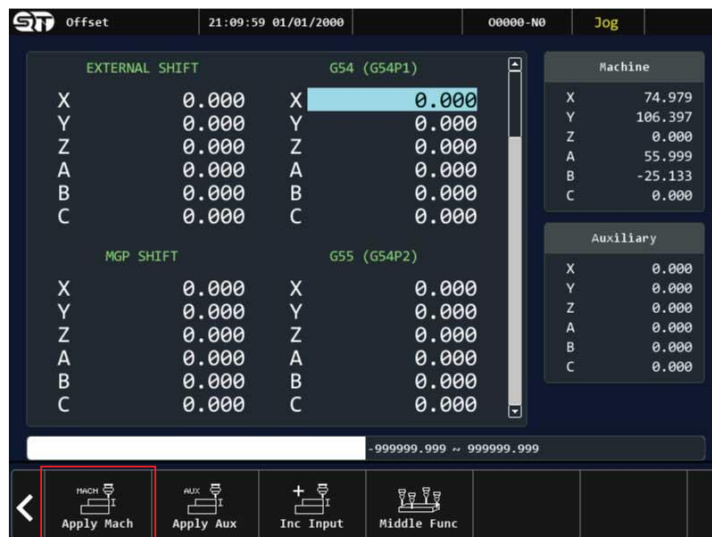 Offset 21:09:59 01/01/2000 O0000-N0 Jog
EXTERNAL SHIFT
X 0.000
Y 0.000
Z 0.000
A 0.000
B 0.000
C 0.000
G54 (G54P1)
X 0.000
Y 0.000
Z 0.000
A 0.000
B 0.000
C 0.000
MGP SHIFT
X 0.000
Y 0.000
Z 0.000
A 0.000
B 0.000
C 0.000
G55 (G54P2)
X 0.000
Y 0.000
Z 0.000
A 0.000
B 0.000
C 0.000
Machine
X 74.979
Y 106.397
Z 0.000
A 55.999
B -25.133
C 0.000
Auxiliary
X 0.000
Y 0.000
Z 0.000
A 0.000
B 0.000
C 0.000
-999999.999 ~ 999999.999
MACH
Apply Mach
AUX
Apply Aux
Inc Input
Middle Func